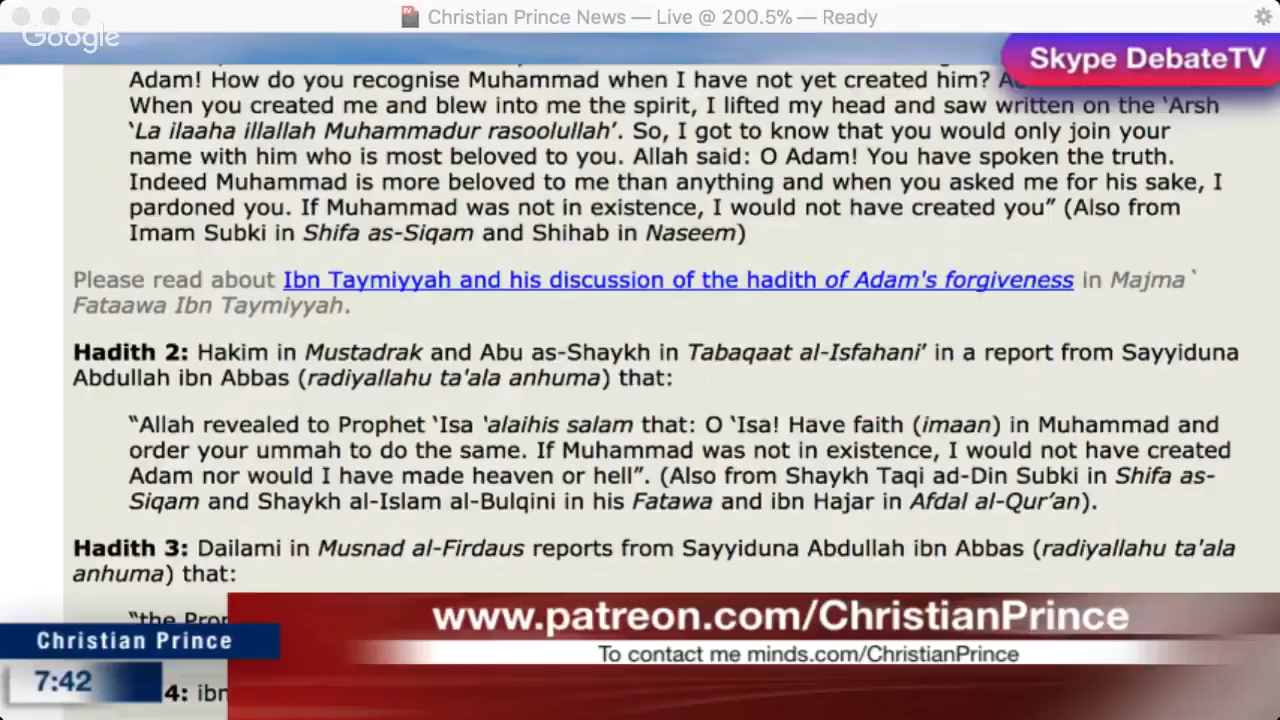 Christian Prince News — Live @ 200.5% — Ready
Google
Skype DebateTV
Adam! How do you recognise Muhammad when I have not yet created him?
When you created me and blew into me the spirit, I lifted my head and saw written on the ‘Arsh
‘La ilaaha illallah Muhammadur rasoolullah’. So, I got to know that you would only join your
name with him who is most beloved to you. Allah said: O Adam! You have spoken the truth.
Indeed Muhammad is more beloved to me than anything and when you asked me for his sake, I
pardoned you. If Muhammad was not in existence, I would not have created you” (Also from
Imam Subki in Shifa as-Siqam and Shihab in Naseem)
Please read about Ibn Taymiyyah and his discussion of the hadith of Adam's forgiveness in Majma`
Fataawa Ibn Taymiyyah.
Hadith 2: Hakim in Mustadrak and Abu as-Shaykh in Tabaqaat al-Isfahani’ in a report from Sayyiduna
Abdullah ibn Abbas (radiyallahu ta'ala anhuma) that:
“Allah revealed to Prophet ‘Isa ‘alaihis salam that: O ‘Isa! Have faith (imaan) in Muhammad and
order your ummah to do the same. If Muhammad was not in existence, I would not have created
Adam nor would I have made heaven or hell”. (Also from Shaykh Taqi ad-Din Subki in Shifa as-
Siqam and Shaykh al-Islam al-Bulqini in his Fatawa and ibn Hajar in Afdal al-Qur’an).
Hadith 3: Dailami in Musnad al-Firdaus reports from Sayyiduna Abdullah ibn Abbas (radiyallahu ta'ala
anhuma) that:
“the
www.patreon.com/ChristianPrince
Christian Prince
To contact me minds.com/ChristianPrince
7:42
4: ibn